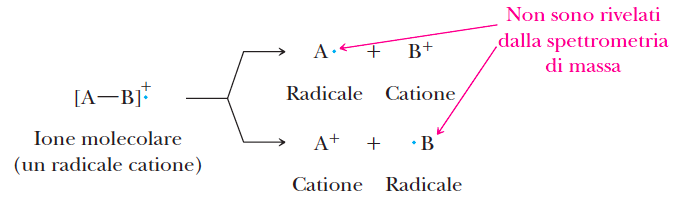 Non sono rivelati
dalla spettrometria
di massa
A· + B⁺
Radicale Catione
[A—B]⁺·
Ione molecolare
(un radicale catione)
A⁺ + ·B
Catione Radicale